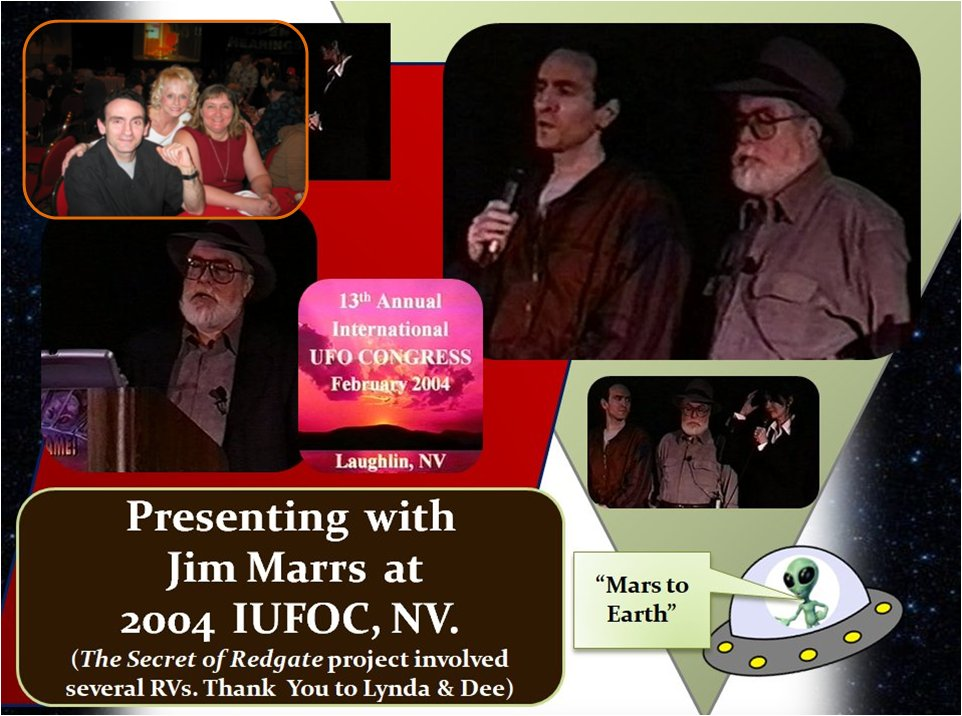 13th Annual
International
UFO CONGRESS
February 2004
Laughlin, NV
Presenting with
Jim Marrs at
2004 IUFOC, NV.
(The Secret of Redgate project involved
several RVs. Thank You to Lynda & Dee)
“Mars to
Earth”